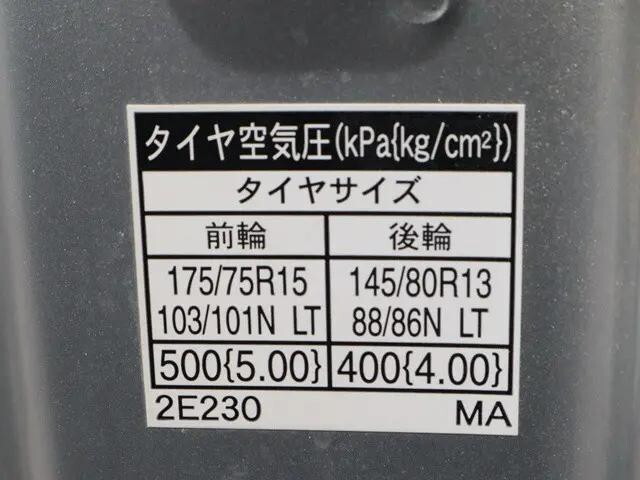 タイヤ空気圧(kPa{kg/cm²})
タイヤサイズ
前輪 後輪
175/75R15 145/80R13
103/101N LT 88/86N LT
500{5.00} 400{4.00}
2E230 MA